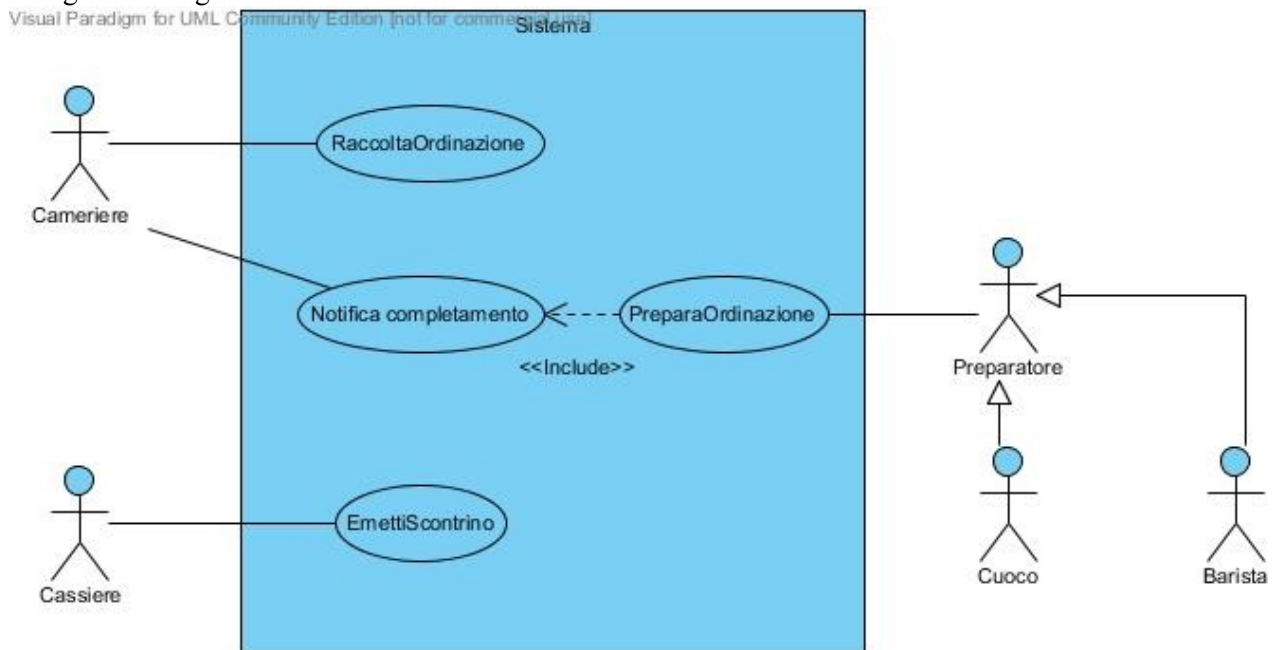 Visual Paradigm for UML Community Edition [not for commercial use]
Sistema
RaccoltaOrdinazione
Cameriere
Notifica completamento
PreparaOrdinazione
<<Include>>
Preparatore
EmettiScontrino
Cassiere
Cuoco
Barista